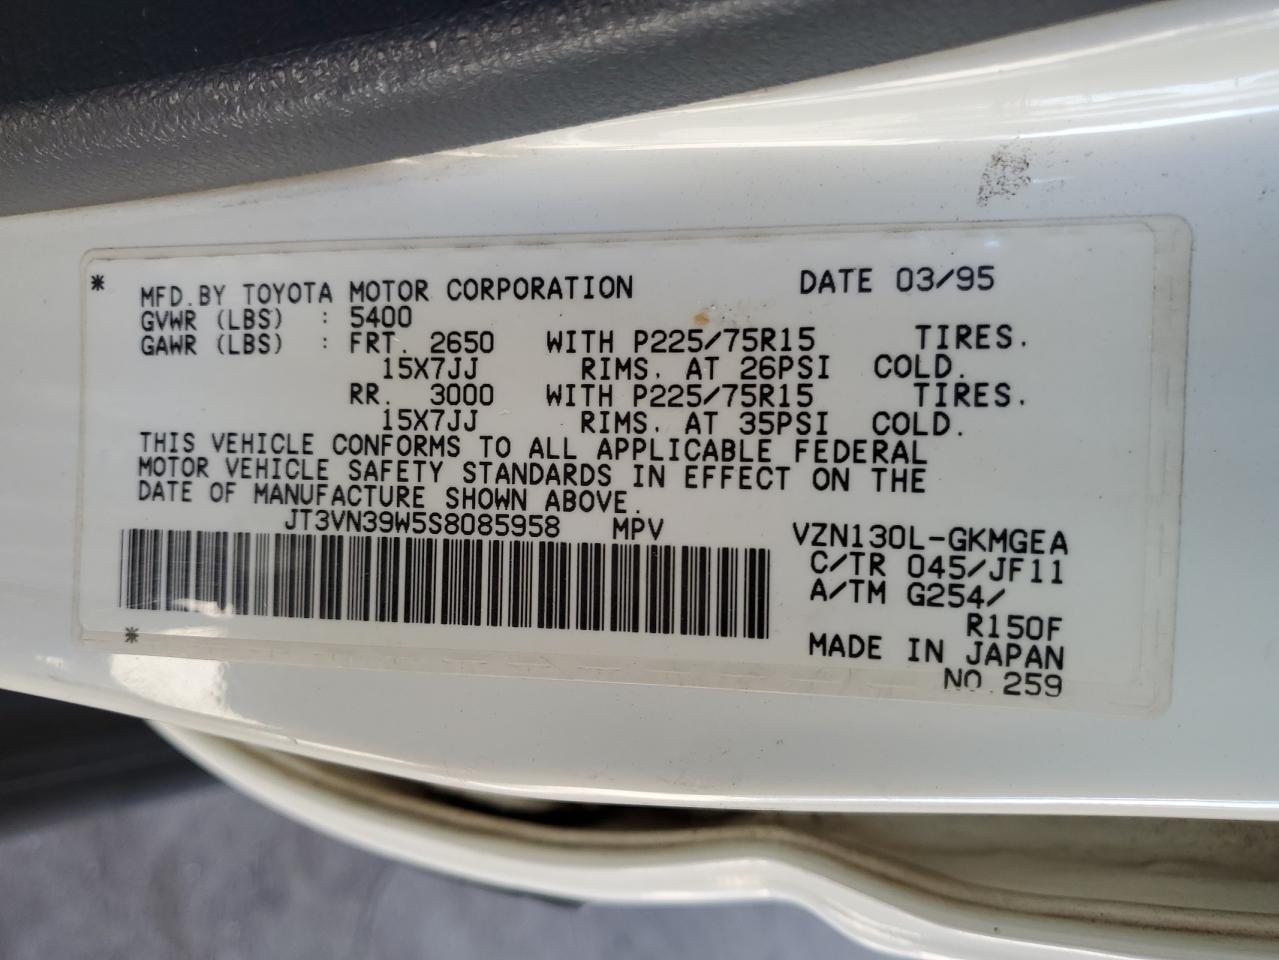 * MFD. BY TOYOTA MOTOR CORPORATION DATE 03/95
GVWR (LBS) : 5400
GAWR (LBS) : FRT. 2650 WITH P225/75R15 TIRES.
15X7JJ RIMS. AT 26PSI COLD.
RR. 3000 WITH P225/75R15 TIRES.
15X7JJ RIMS. AT 35PSI COLD.
THIS VEHICLE CONFORMS TO ALL APPLICABLE FEDERAL
MOTOR VEHICLE SAFETY STANDARDS IN EFFECT ON THE
DATE OF MANUFACTURE SHOWN ABOVE.
JT3VN39W5S8085958 MPV VZN130L-GKMGEA
C/TR 045/JF11
A/TM G254/
R150F
* MADE IN JAPAN
NO.259